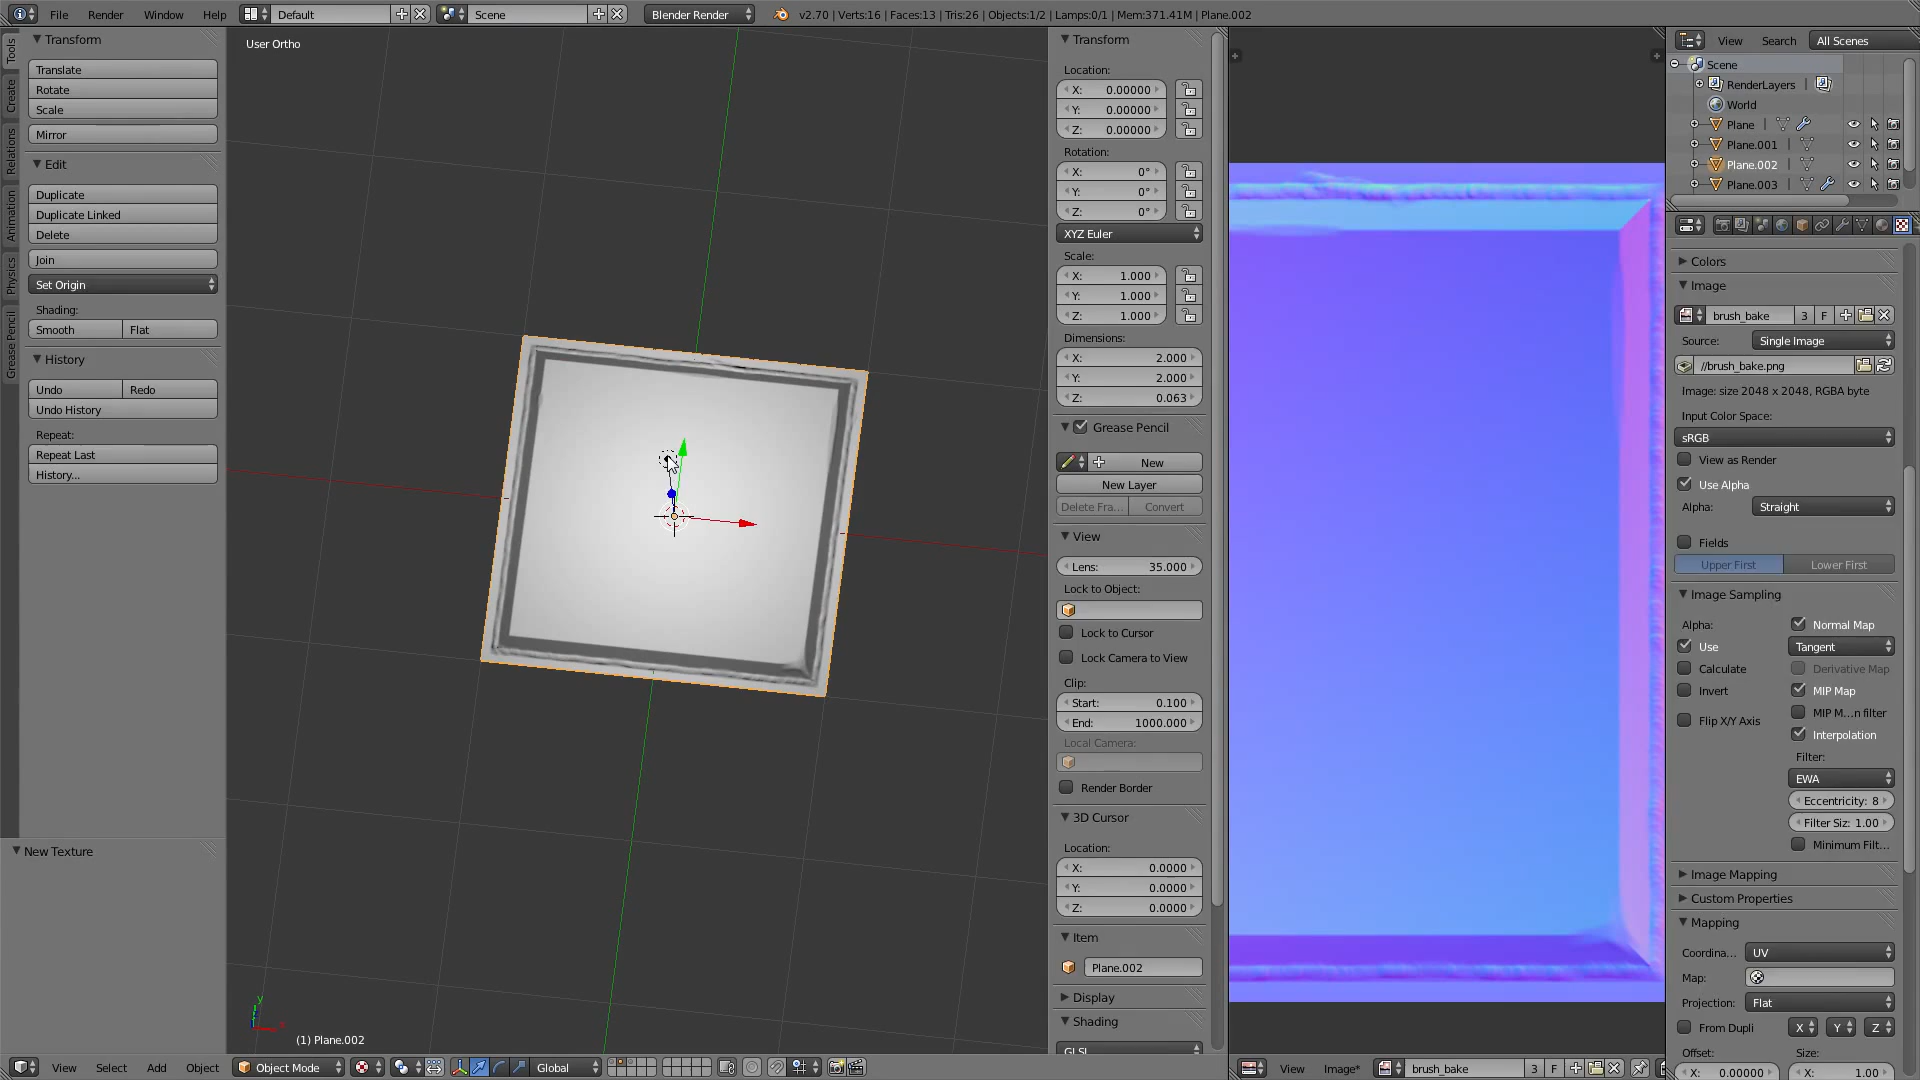 File Render Window Help Default Scene Blender Render v2.70 | Verts:16 | Faces:13 | Tris:26 | Objects:1/2 | Lamps:0/1 | Mem:371.41M | Plane.002
Tools
Create
Relations
Animation
Physics
Grease Pencil
Transform
Translate
Rotate
Scale
Mirror
Edit
Duplicate
Duplicate Linked
Delete
Join
Set Origin
Shading:
Smooth Flat
History
Undo Redo
Undo History
Repeat:
Repeat Last
History...
New Texture
User Ortho
y
x
(1) Plane.002
View Select Add Object Object Mode Global
Transform
Location:
X: 0.00000
Y: 0.00000
Z: 0.00000
Rotation:
X: 0°
Y: 0°
Z: 0°
XYZ Euler
Scale:
X: 1.000
Y: 1.000
Z: 1.000
Dimensions:
X: 2.000
Y: 2.000
Z: 0.063
Grease Pencil
New
New Layer
Delete Fra... Convert
View
Lens: 35.000
Lock to Object:
Lock to Cursor
Lock Camera to View
Clip:
Start: 0.100
End: 1000.000
Local Camera:
Render Border
3D Cursor
Location:
X: 0.0000
Y: 0.0000
Z: 0.0000
Item
Plane.002
Display
Shading
GLSL
View Image* brush_bake 3 F
View Search All Scenes
Scene
RenderLayers
World
Plane
Plane.001
Plane.002
Plane.003
Colors
Image
brush_bake 3 F
Source: Single Image
//brush_bake.png
Image: size 2048 x 2048, RGBA byte
Input Color Space:
sRGB
View as Render
Use Alpha
Alpha: Straight
Fields
Upper First Lower First
Image Sampling
Alpha: Normal Map
Use Tangent
Calculate Derivative Map
Invert MIP Map
MIP M...n filter
Flip X/Y Axis
Interpolation
Filter:
EWA
Eccentricity: 8
Filter Siz: 1.00
Minimum Filt...
Image Mapping
Custom Properties
Mapping
Coordina... UV
Map:
Projection: Flat
From Dupli X Y Z
Offset: Size:
X: 0.00000 X: 1.00